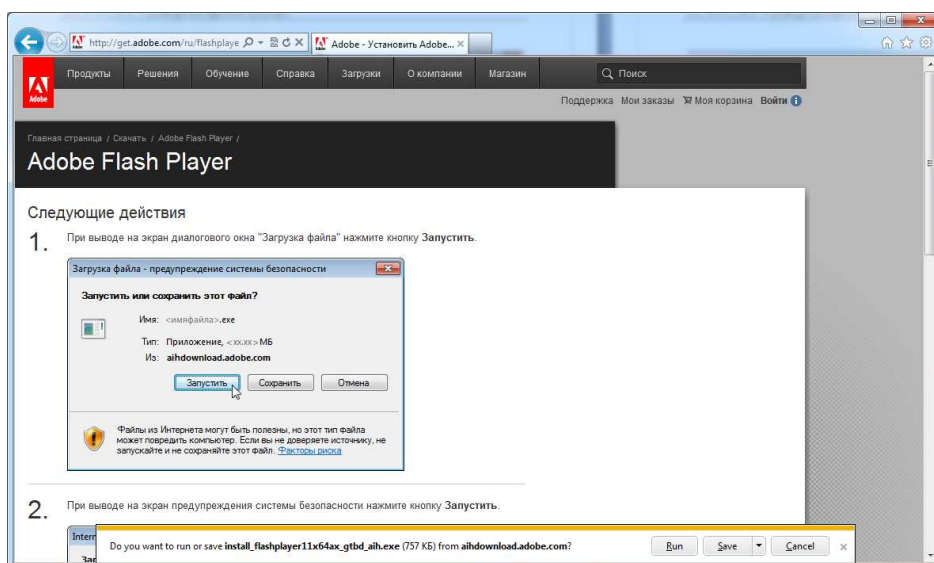 http://get.adobe.com/ru/flashplaye
Adobe - Установить Adobe...
Adobe
Продукты Решения Обучение Справка Загрузки О компании Магазин Поиск
Поддержка Мои заказы Моя корзина Войти
Главная страница / Скачать / Adobe Flash Player /
Adobe Flash Player
Следующие действия
1. При выводе на экран диалогового окна "Загрузка файла" нажмите кнопку Запустить.
Загрузка файла - предупреждение системы безопасности
Запустить или сохранить этот файл?
Имя: <имяфайла>.exe
Тип: Приложение, <xx.xx> МБ
Из: aihdownload.adobe.com
Запустить Сохранить Отмена
Файлы из Интернета могут быть полезны, но этот тип файла
может повредить компьютер. Если вы не доверяете источнику, не
запускайте и не сохраняйте этот файл. Факторы риска
2. При выводе на экран предупреждения системы безопасности нажмите кнопку Запустить.
Intern
Do you want to run or save install_flashplayer11x64ax_gtbd_aih.exe (757 КБ) from aihdownload.adobe.com?
Run Save Cancel